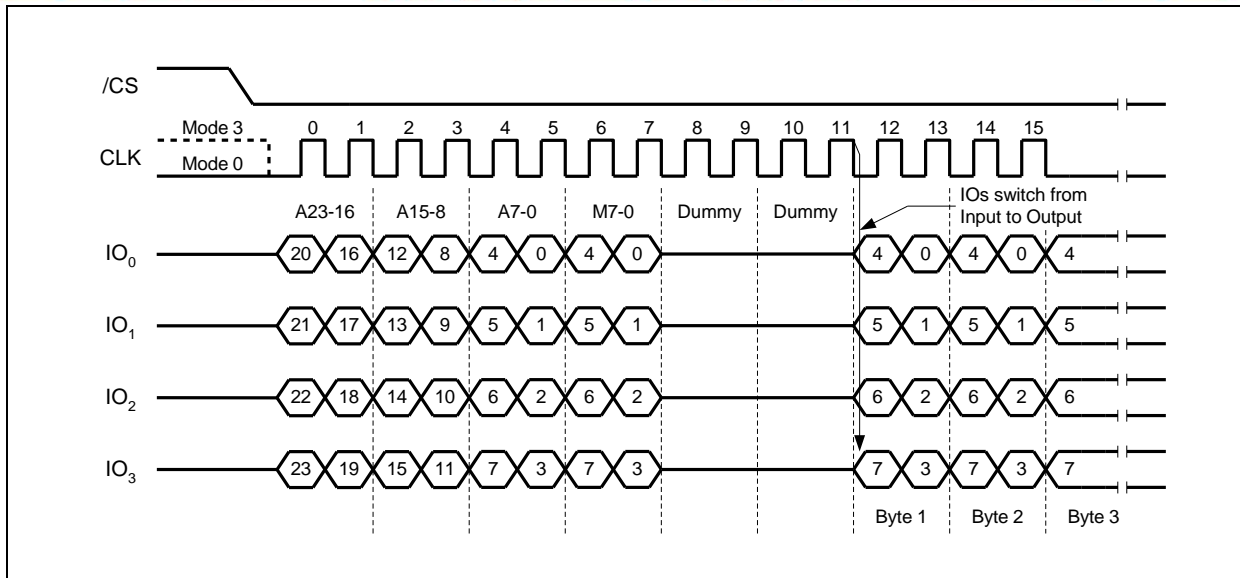 /CS
Mode 3 0 1 2 3 4 5 6 7 8 9 10 11 12 13 14 15
CLK
Mode 0
IOs switch from
Input to Output
A23-16 A15-8 A7-0 M7-0 Dummy Dummy
IO0 20 16 12 8 4 0 4 0 4 0 4 0 4
IO1 21 17 13 9 5 1 5 1 5 1 5 1 5
IO2 22 18 14 10 6 2 6 2 6 2 6 2 6
IO3 23 19 15 11 7 3 7 3 7 3 7 3 7
Byte 1 Byte 2 Byte 3